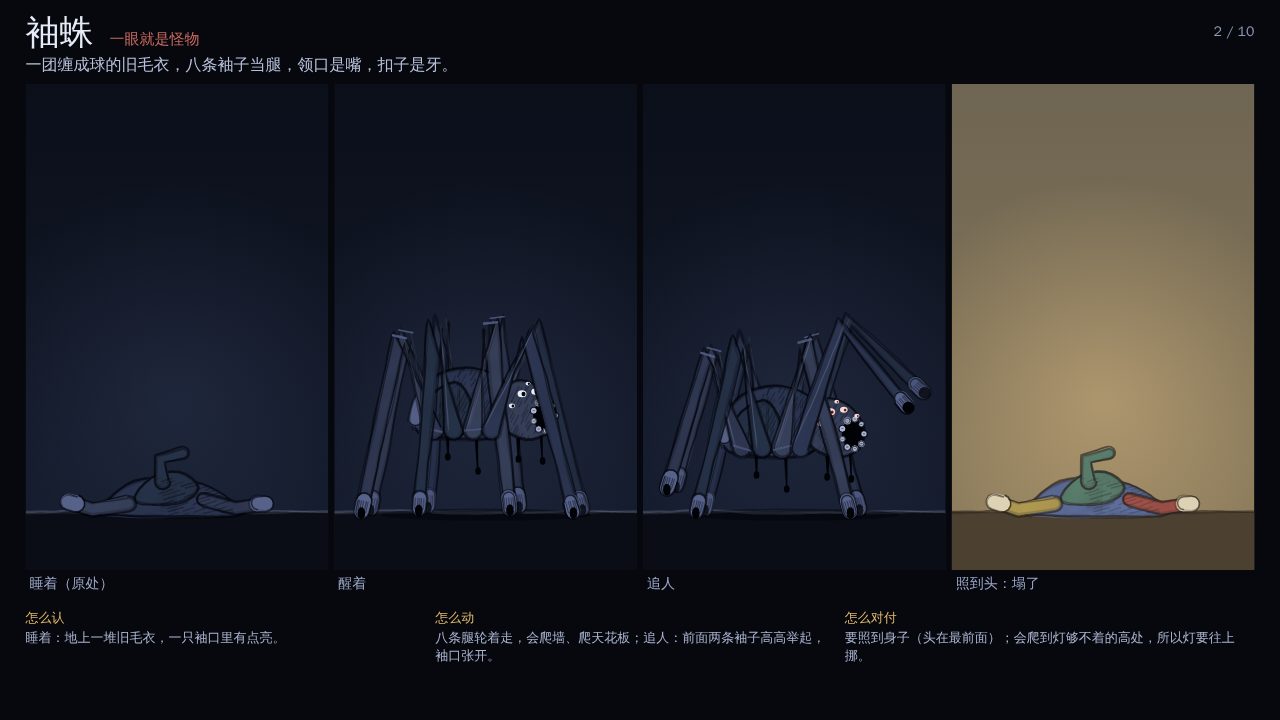 袖蛛 一眼就是怪物
2 / 10
一团缠成球的旧毛衣，八条袖子当腿，领口是嘴，扣子是牙。
睡着（原处）
醒着
追人
照到头：塌了
怎么认
睡着：地上一堆旧毛衣，一只袖口里有点亮。
怎么动
八条腿轮着走，会爬墙、爬天花板；追人：前面两条袖子高高举起，
袖口张开。
怎么对付
要照到身子（头在最前面）；会爬到灯够不着的高处，所以灯要往上
挪。